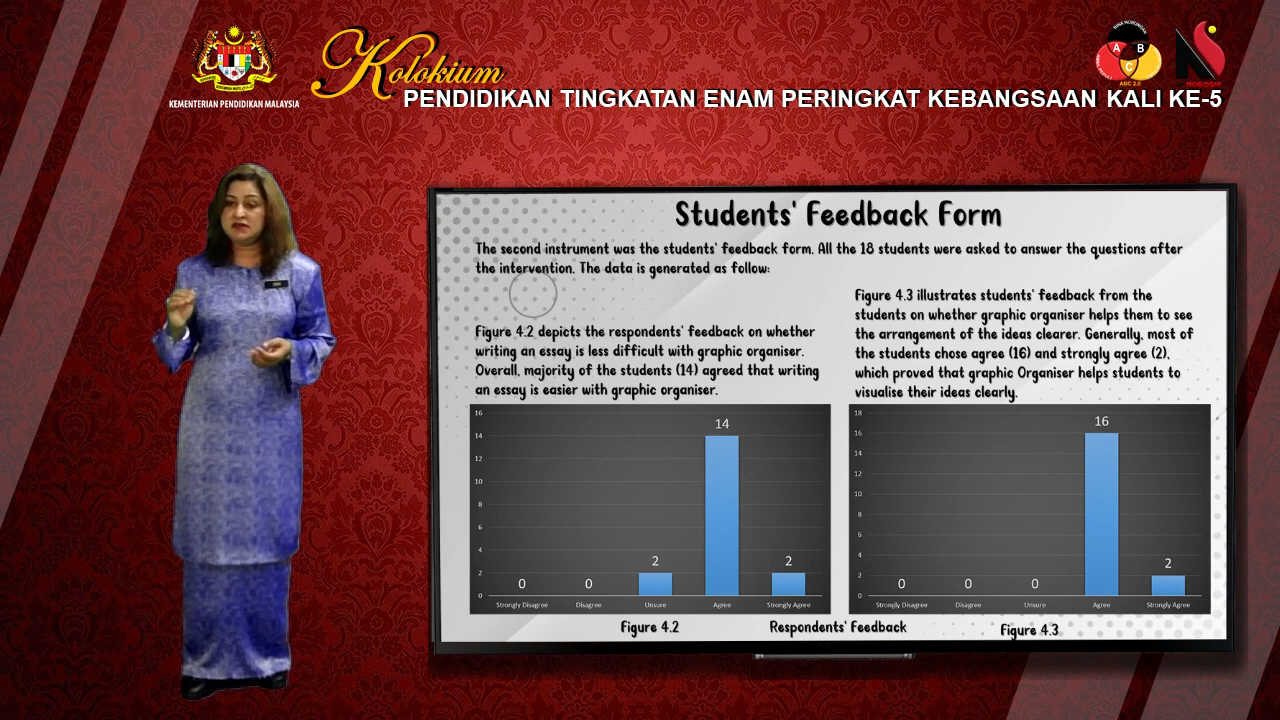 KEMENTERIAN PENDIDIKAN MALAYSIA
Kolokium
PENDIDIKAN TINGKATAN ENAM PERINGKAT KEBANGSAAN KALI KE-5
A B
C
ABC 2.0
Students' Feedback Form
The second instrument was the students' feedback form. All the 18 students were asked to answer the questions after
the intervention. The data is generated as follow:
Figure 4.2 depicts the respondents' feedback on whether
writing an essay is less difficult with graphic organiser.
Overall, majority of the students (14) agreed that writing
an essay is easier with graphic organiser.
Figure 4.3 illustrates students' feedback from the
students on whether graphic organiser helps them to see
the arrangement of the ideas clearer. Generally, most of
the students chose agree (16) and strongly agree (2),
which proved that graphic Organiser helps students to
visualise their ideas clearly.
16
14
12
10
8
6
4
2
0
0 0 2 14 2
Strongly Disagree Disagree Unsure Agree Strongly Agree
18
16
14
12
10
8
6
4
2
0
0 0 0 16 2
Strongly Disagree Disagree Unsure Agree Strongly Agree
Figure 4.2
Respondents' Feedback
Figure 4.3